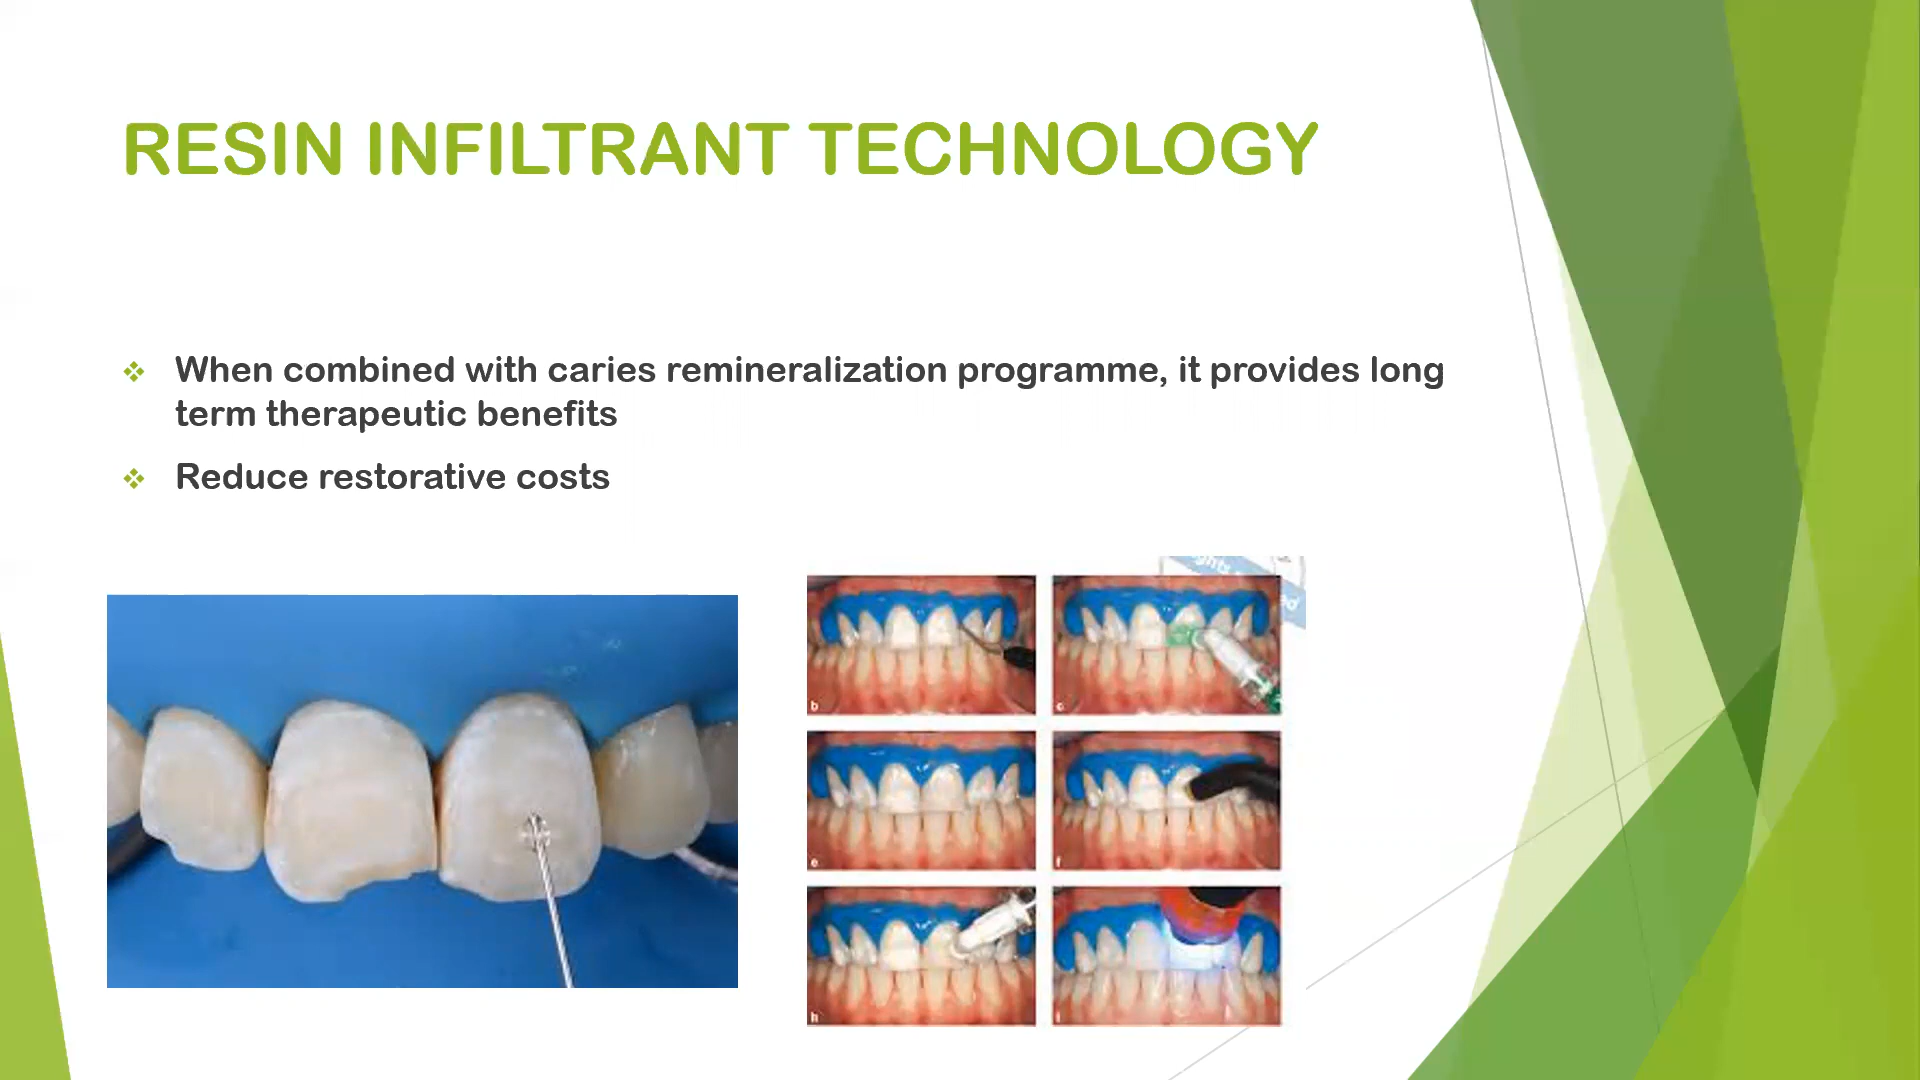 RESIN INFILTRANT TECHNOLOGY
When combined with caries remineralization programme, it provides long
term therapeutic benefits
Reduce restorative costs
b
c
e
f
h
i